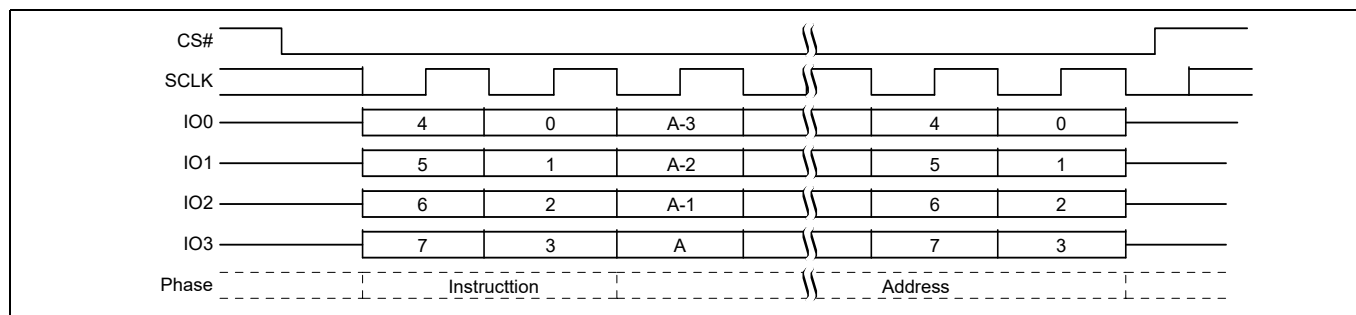 CS#
SCLK
IO0 4 0 A-3 4 0
IO1 5 1 A-2 5 1
IO2 6 2 A-1 6 2
IO3 7 3 A 7 3
Phase Instructtion Address